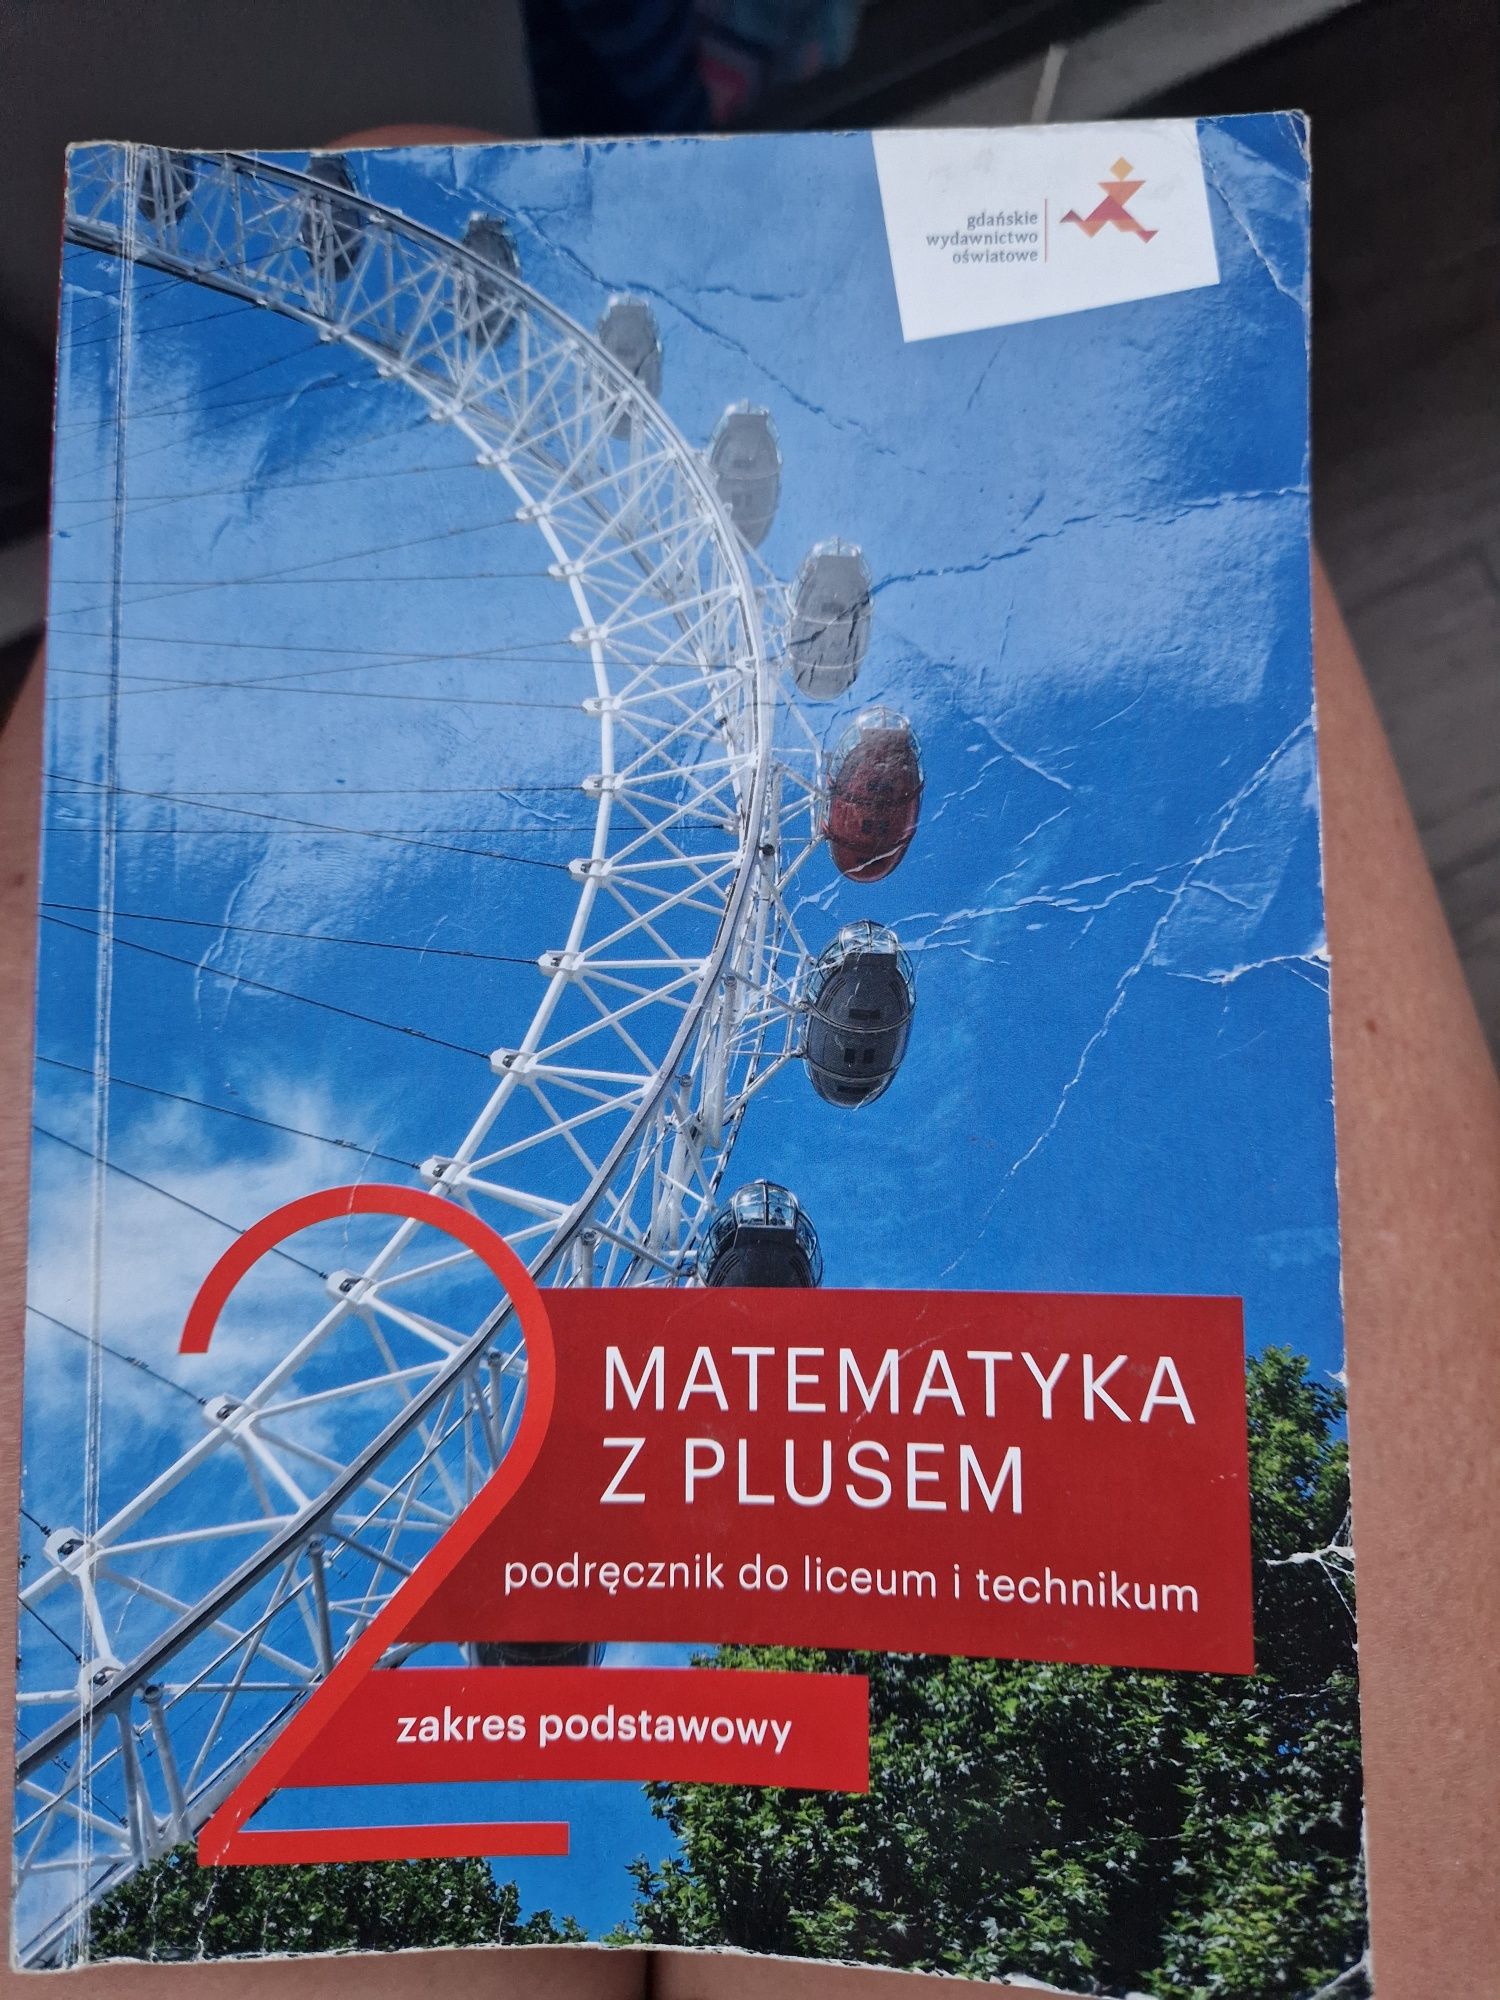 gdańskie
wydawnictwo
oświatowe
2
MATEMATYKA
Z PLUSEM
podręcznik do liceum i technikum
zakres podstawowy